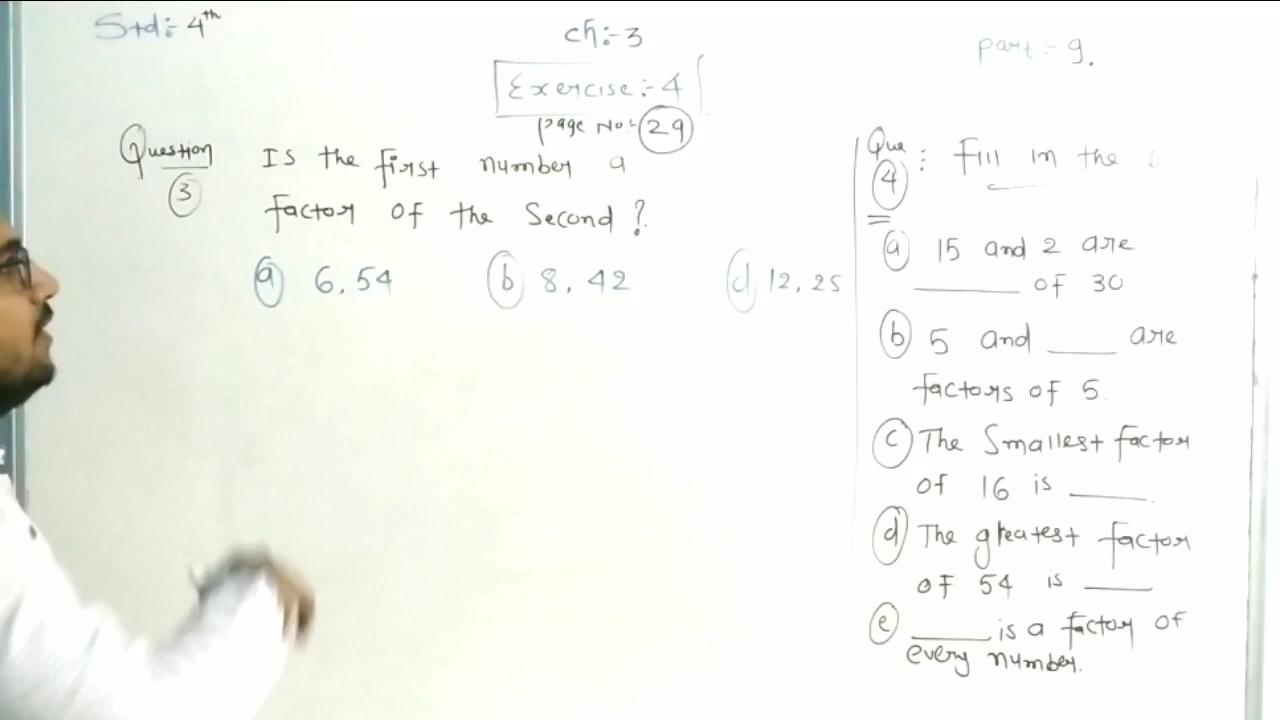 Std:- 4th
ch:-3
part:- 9.
Exercise:-4
page No:- 29
Question 3 Is the first number a
factor of the Second?
a 6, 54 b 8, 42 d 12, 25
Que 4 : Fill in the
a 15 and 2 are
______ of 30
b 5 and ____ are
factors of 5.
c The Smallest factor
of 16 is ____.
d The greatest factor
of 54 is ____
e ____ is a factor of
every number.